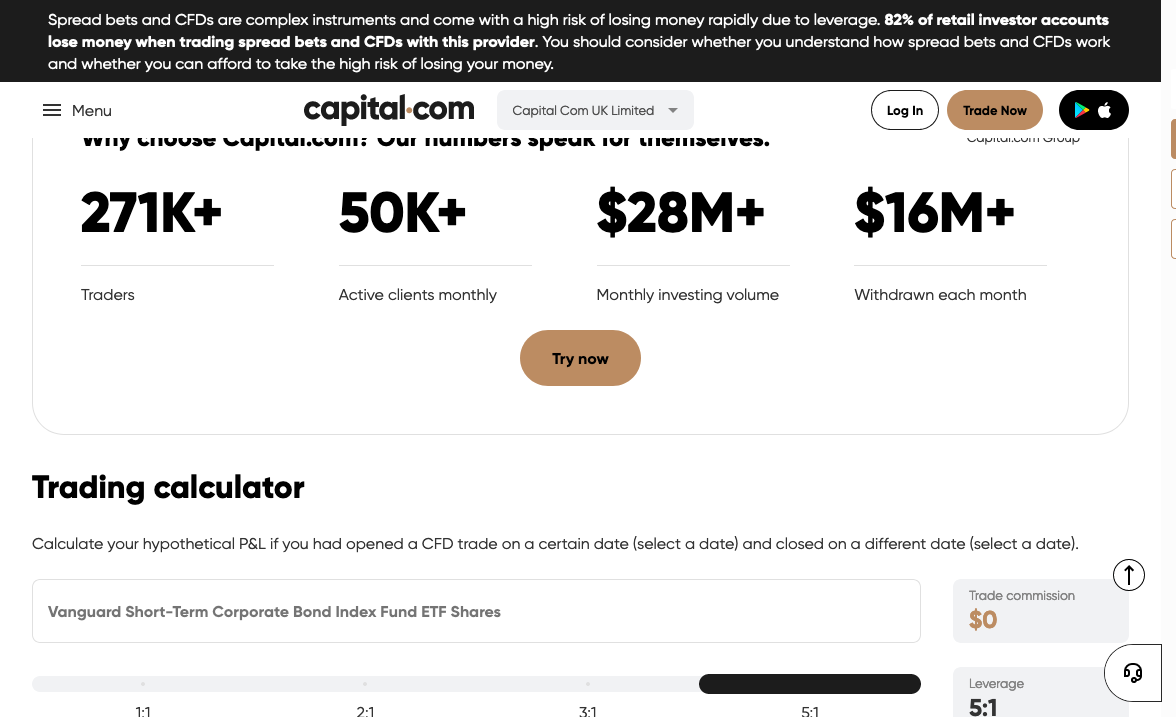 Spread bets and CFDs are complex instruments and come with a high risk of losing money rapidly due to leverage. 82% of retail investor accounts
lose money when trading spread bets and CFDs with this provider. You should consider whether you understand how spread bets and CFDs work
and whether you can afford to take the high risk of losing your money.
Menu
capital.com
Capital Com UK Limited
Log In
Trade Now
Why choose Capital.com? Our numbers speak for themselves.
Capital.com Group
271K+
50K+
$28M+
$16M+
Traders
Active clients monthly
Monthly investing volume
Withdrawn each month
Try now
Trading calculator
Calculate your hypothetical P&L if you had opened a CFD trade on a certain date (select a date) and closed on a different date (select a date).
Vanguard Short-Term Corporate Bond Index Fund ETF Shares
Trade commission
$0
1:1
2:1
3:1
5:1
Leverage
5:1